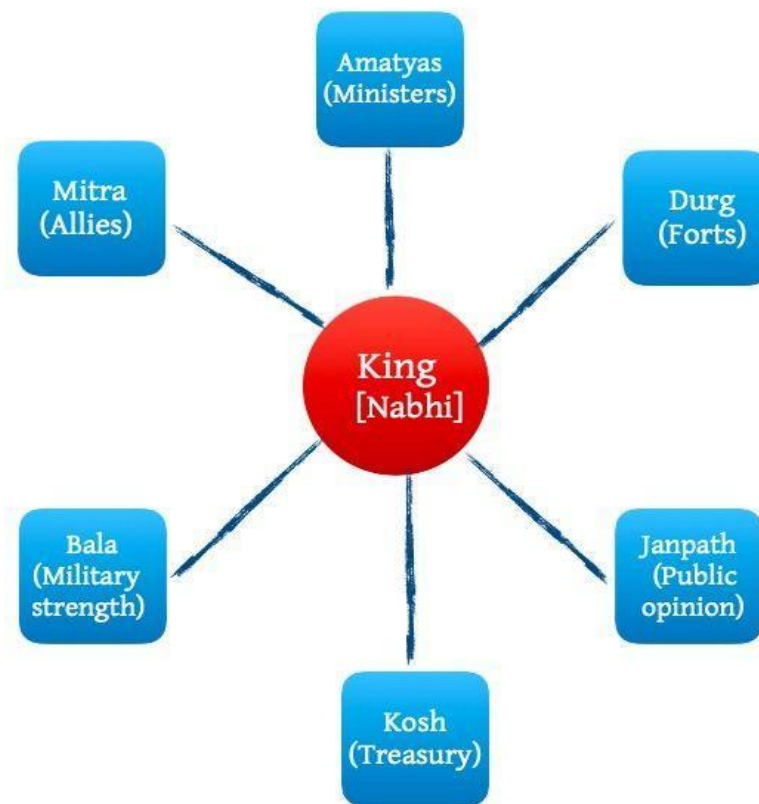 Amatyas
(Ministers)
Mitra
(Allies)
Durg
(Forts)
King
[Nabhi]
Bala
(Military
strength)
Janpath
(Public
opinion)
Kosh
(Treasury)